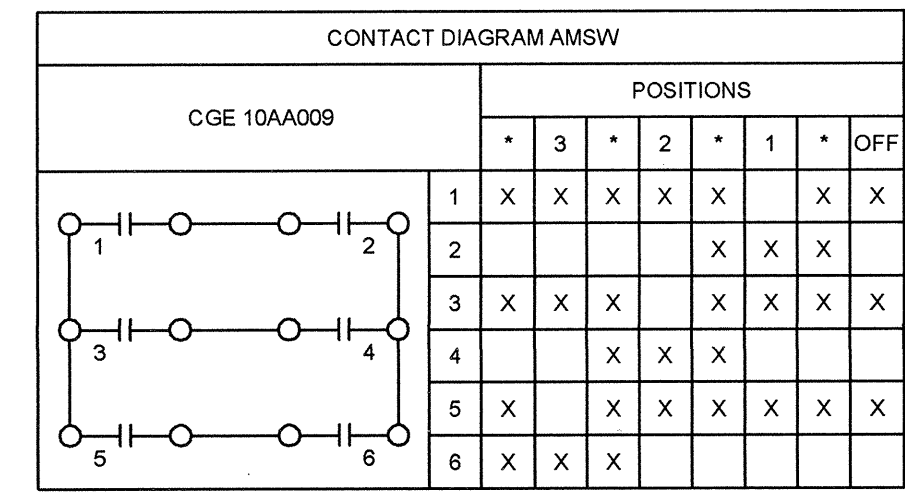 CONTACT DIAGRAM AMSW
CGE 10AA009
POSITIONS
* 3 * 2 * 1 * OFF
1 X X X X X X X
2 X X X
3 X X X X X X X
4 X X X
5 X X X X X X X
6 X X X
1 2
3 4
5 6